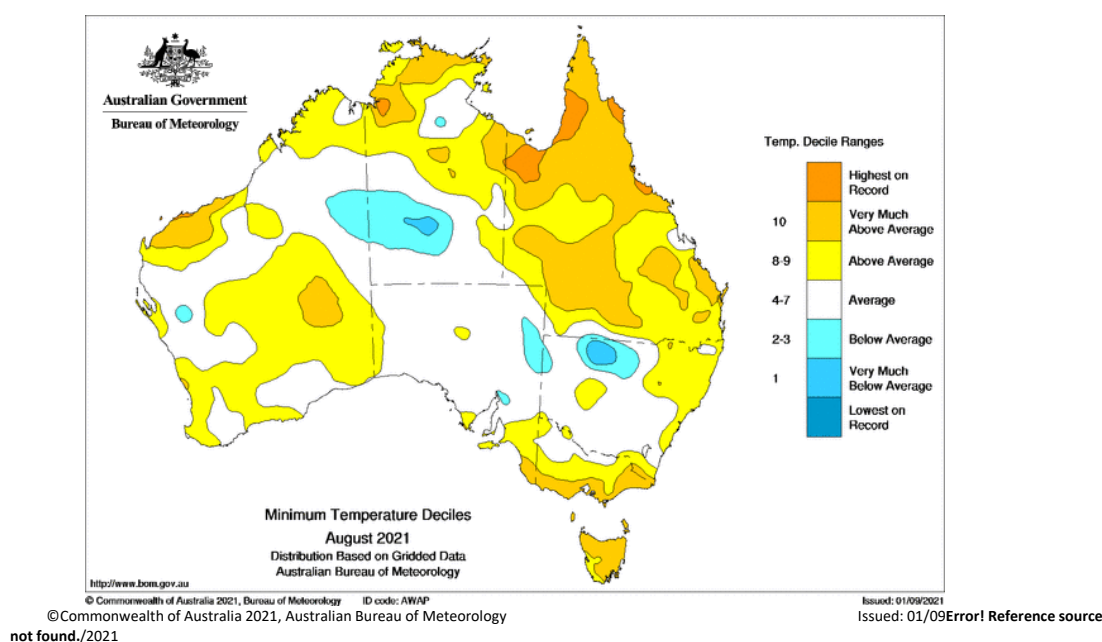 Australian Government
Bureau of Meteorology
Temp. Decile Ranges
Highest on
Record
10
Very Much
Above Average
8-9
Above Average
4-7
Average
2-3
Below Average
1
Very Much
Below Average
Lowest on
Record
Minimum Temperature Deciles
August 2021
Distribution Based on Gridded Data
Australian Bureau of Meteorology
http://www.bom.gov.au
© Commonwealth of Australia 2021, Bureau of Meteorology ID code: AWAP Issued: 01/09/2021
©Commonwealth of Australia 2021, Australian Bureau of Meteorology Issued: 01/09Error! Reference source
not found./2021